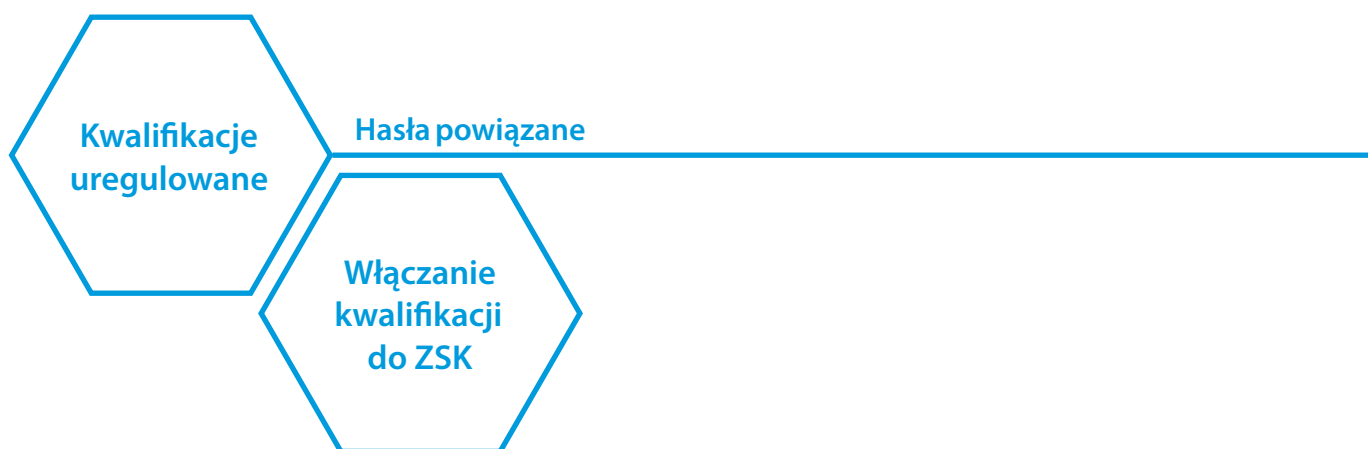 Kwalifikacje
uregulowane
Hasła powiązane
Włączanie
kwalifikacji
do ZSK